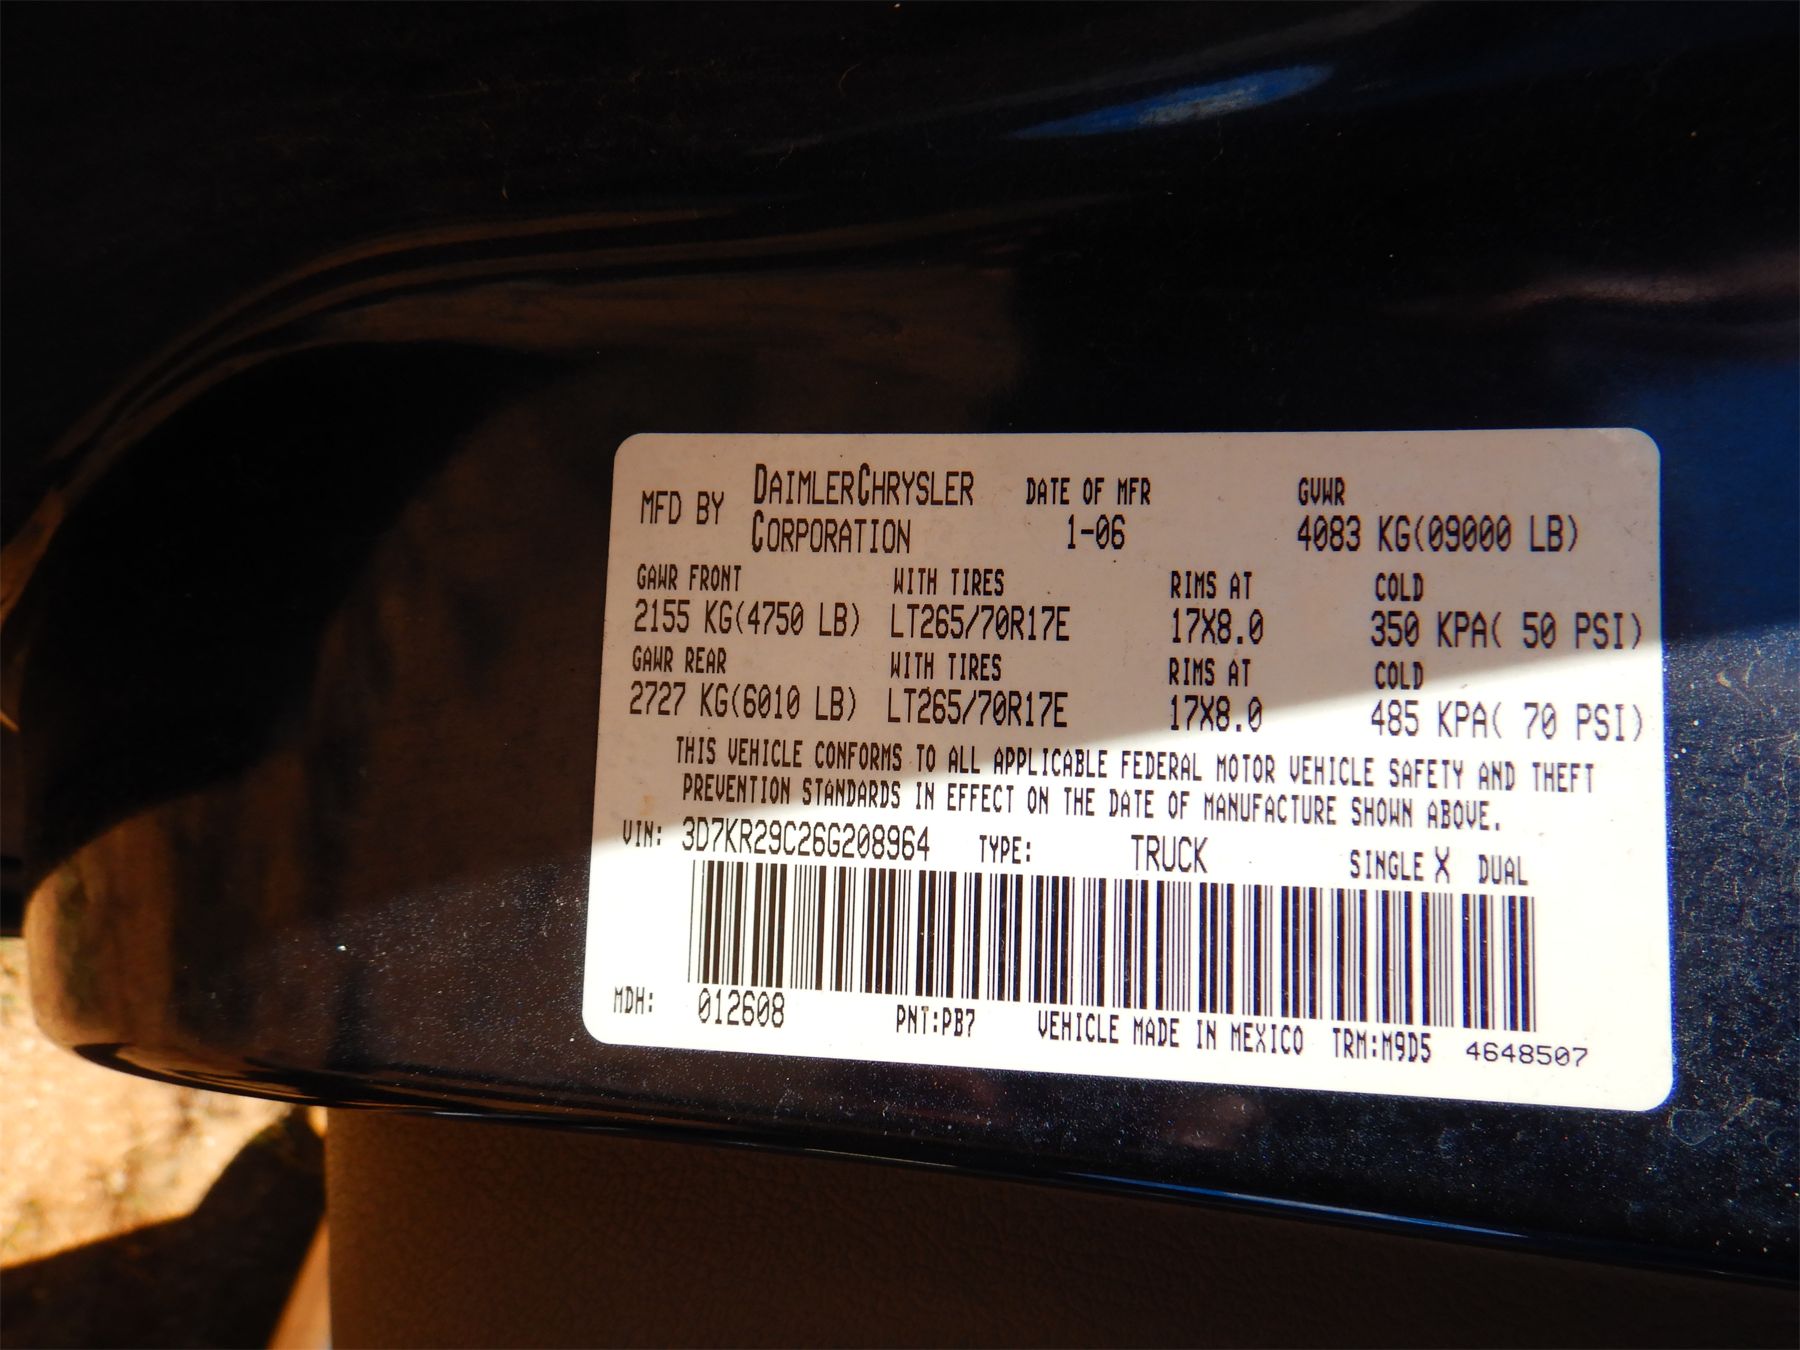 MFD BY DAIMLERCHRYSLER CORPORATION DATE OF MFR 1-06 GVWR 4083 KG(09000 LB)
GAWR FRONT WITH TIRES RIMS AT COLD
2155 KG(4750 LB) LT265/70R17E 17X8.0 350 KPA( 50 PSI)
GAWR REAR WITH TIRES RIMS AT COLD
2727 KG(6010 LB) LT265/70R17E 17X8.0 485 KPA( 70 PSI)
THIS VEHICLE CONFORMS TO ALL APPLICABLE FEDERAL MOTOR VEHICLE SAFETY AND THEFT
PREVENTION STANDARDS IN EFFECT ON THE DATE OF MANUFACTURE SHOWN ABOVE.
VIN: 3D7KR29C26G208964 TYPE: TRUCK SINGLE X DUAL
MDH: 012608 PNT:PB7 VEHICLE MADE IN MEXICO TRM:M9D5 4648507